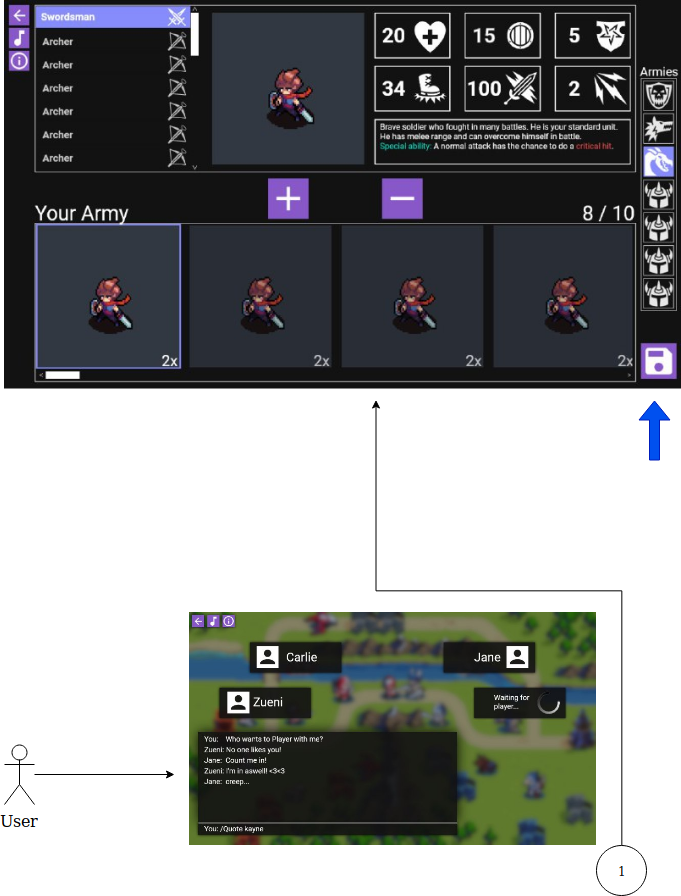 Swordsman
Archer
Archer
Archer
Archer
Archer
Archer
20
15
5
34
100
2
Brave soldier who fought in many battles. He is your standard unit.
He has melee range and can overcome himself in battle.
Special ability: A normal attack has the chance to do a critical hit.
Armies
Your Army
8 / 10
2x
2x
2x
2x
Carlie
Jane
Zueni
Waiting for
player...
You: Who wants to Player with me?
Zueni: No one likes you!
Jane: Count me in!
Zueni: I'm in aswell! <3<3
Jane: creep...
You: /Quote kayne
User
1